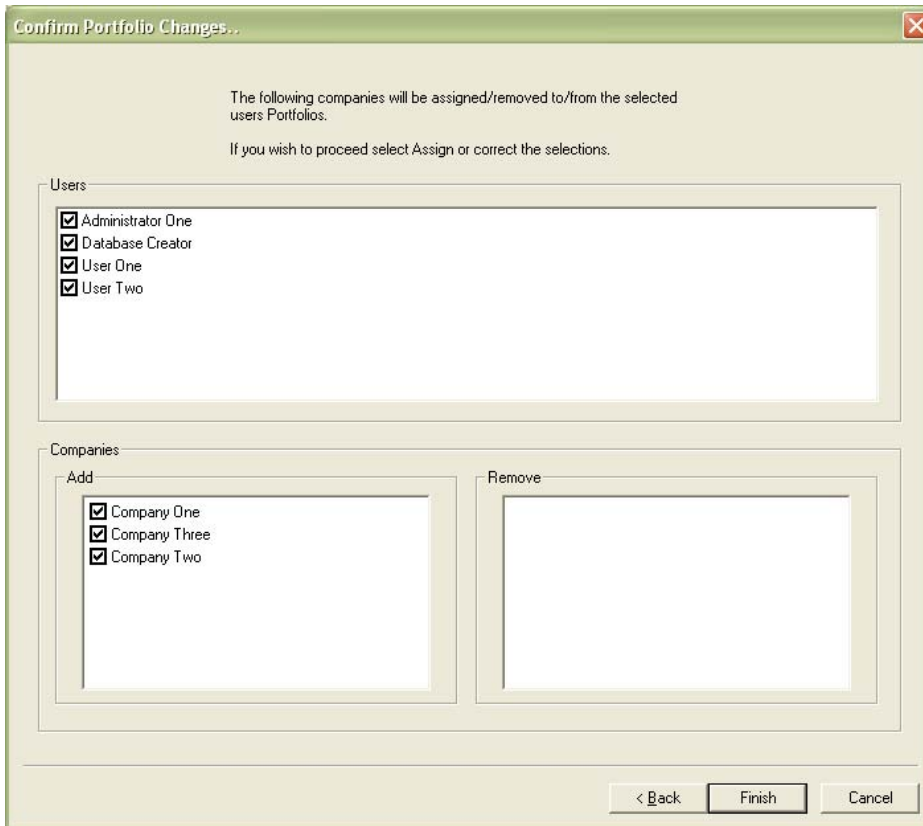 Confirm Portfolio Changes..
The following companies will be assigned/removed to/from the selected
users Portfolios.
If you wish to proceed select Assign or correct the selections.
Users
Administrator One
Database Creator
User One
User Two
Companies
Add
Company One
Company Three
Company Two
Remove
< Back
Finish
Cancel